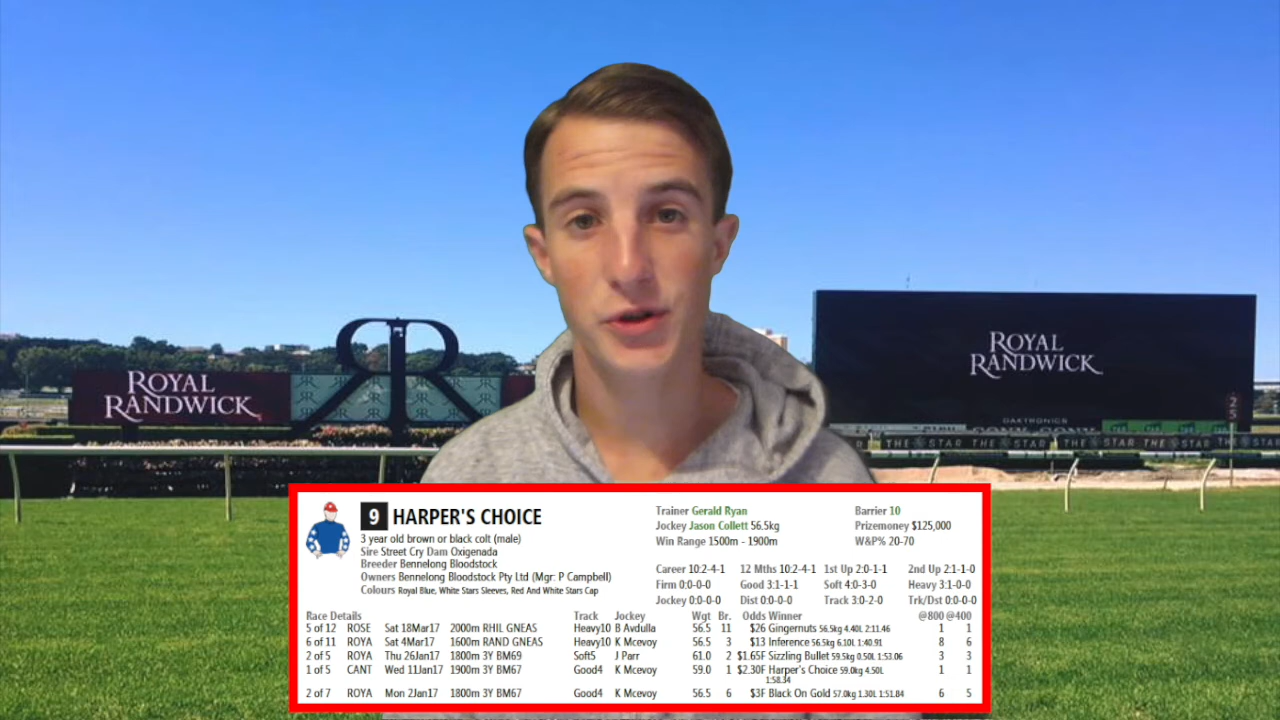 ROYAL
RANDWICK
ROYAL
RANDWICK
DAKTRONICS
THE STAR THE STAR THE STAR THE STAR
9 HARPER'S CHOICE
3 year old brown or black colt (male)
Sire Street Cry Dam Oxigenada
Breeder Bennelong Bloodstock
Owners Bennelong Bloodstock Pty Ltd (Mgr: P Campbell)
Colours Royal Blue, White Stars Sleeves, Red And White Stars Cap
Trainer Gerald Ryan Barrier 10
Jockey Jason Collett 56.5kg Prizemoney $125,000
Win Range 1500m - 1900m W&P% 20-70
Career 10:2-4-1 12 Mths 10:2-4-1 1st Up 2:0-1-1 2nd Up 2:1-1-0
Firm 0:0-0-0 Good 3:1-1-1 Soft 4:0-3-0 Heavy 3:1-0-0
Jockey 0:0-0-0 Dist 0:0-0-0 Track 3:0-2-0 Trk/Dst 0:0-0-0
Race Details Track Jockey Wgt Br. Odds Winner @800 @400
5 of 12 ROSE Sat 18Mar17 2000m RHIL GNEAS Heavy10 B Avdulla 56.5 11 $26 Gingernuts 56.5kg 4.40L 2:11.46 1 1
6 of 11 ROYA Sat 4Mar17 1600m RAND GNEAS Heavy10 K Mcevoy 56.5 3 $13 Inference 56.5kg 6.10L 1:40.91 8 6
2 of 5 ROYA Thu 26Jan17 1800m 3Y BM69 Soft5 J Parr 61.0 2 $1.65F Sizzling Bullet 59.5kg 0.50L 1:53.06 3 3
1 of 5 CANT Wed 11Jan17 1900m 3Y BM67 Good4 K Mcevoy 59.0 1 $2.30F Harper's Choice 59.0kg 4.50L 1 1
1:58.34
2 of 7 ROYA Mon 2Jan17 1800m 3Y BM67 Good4 K Mcevoy 56.5 6 $3F Black On Gold 57.0kg 1.30L 1:51.84 6 5